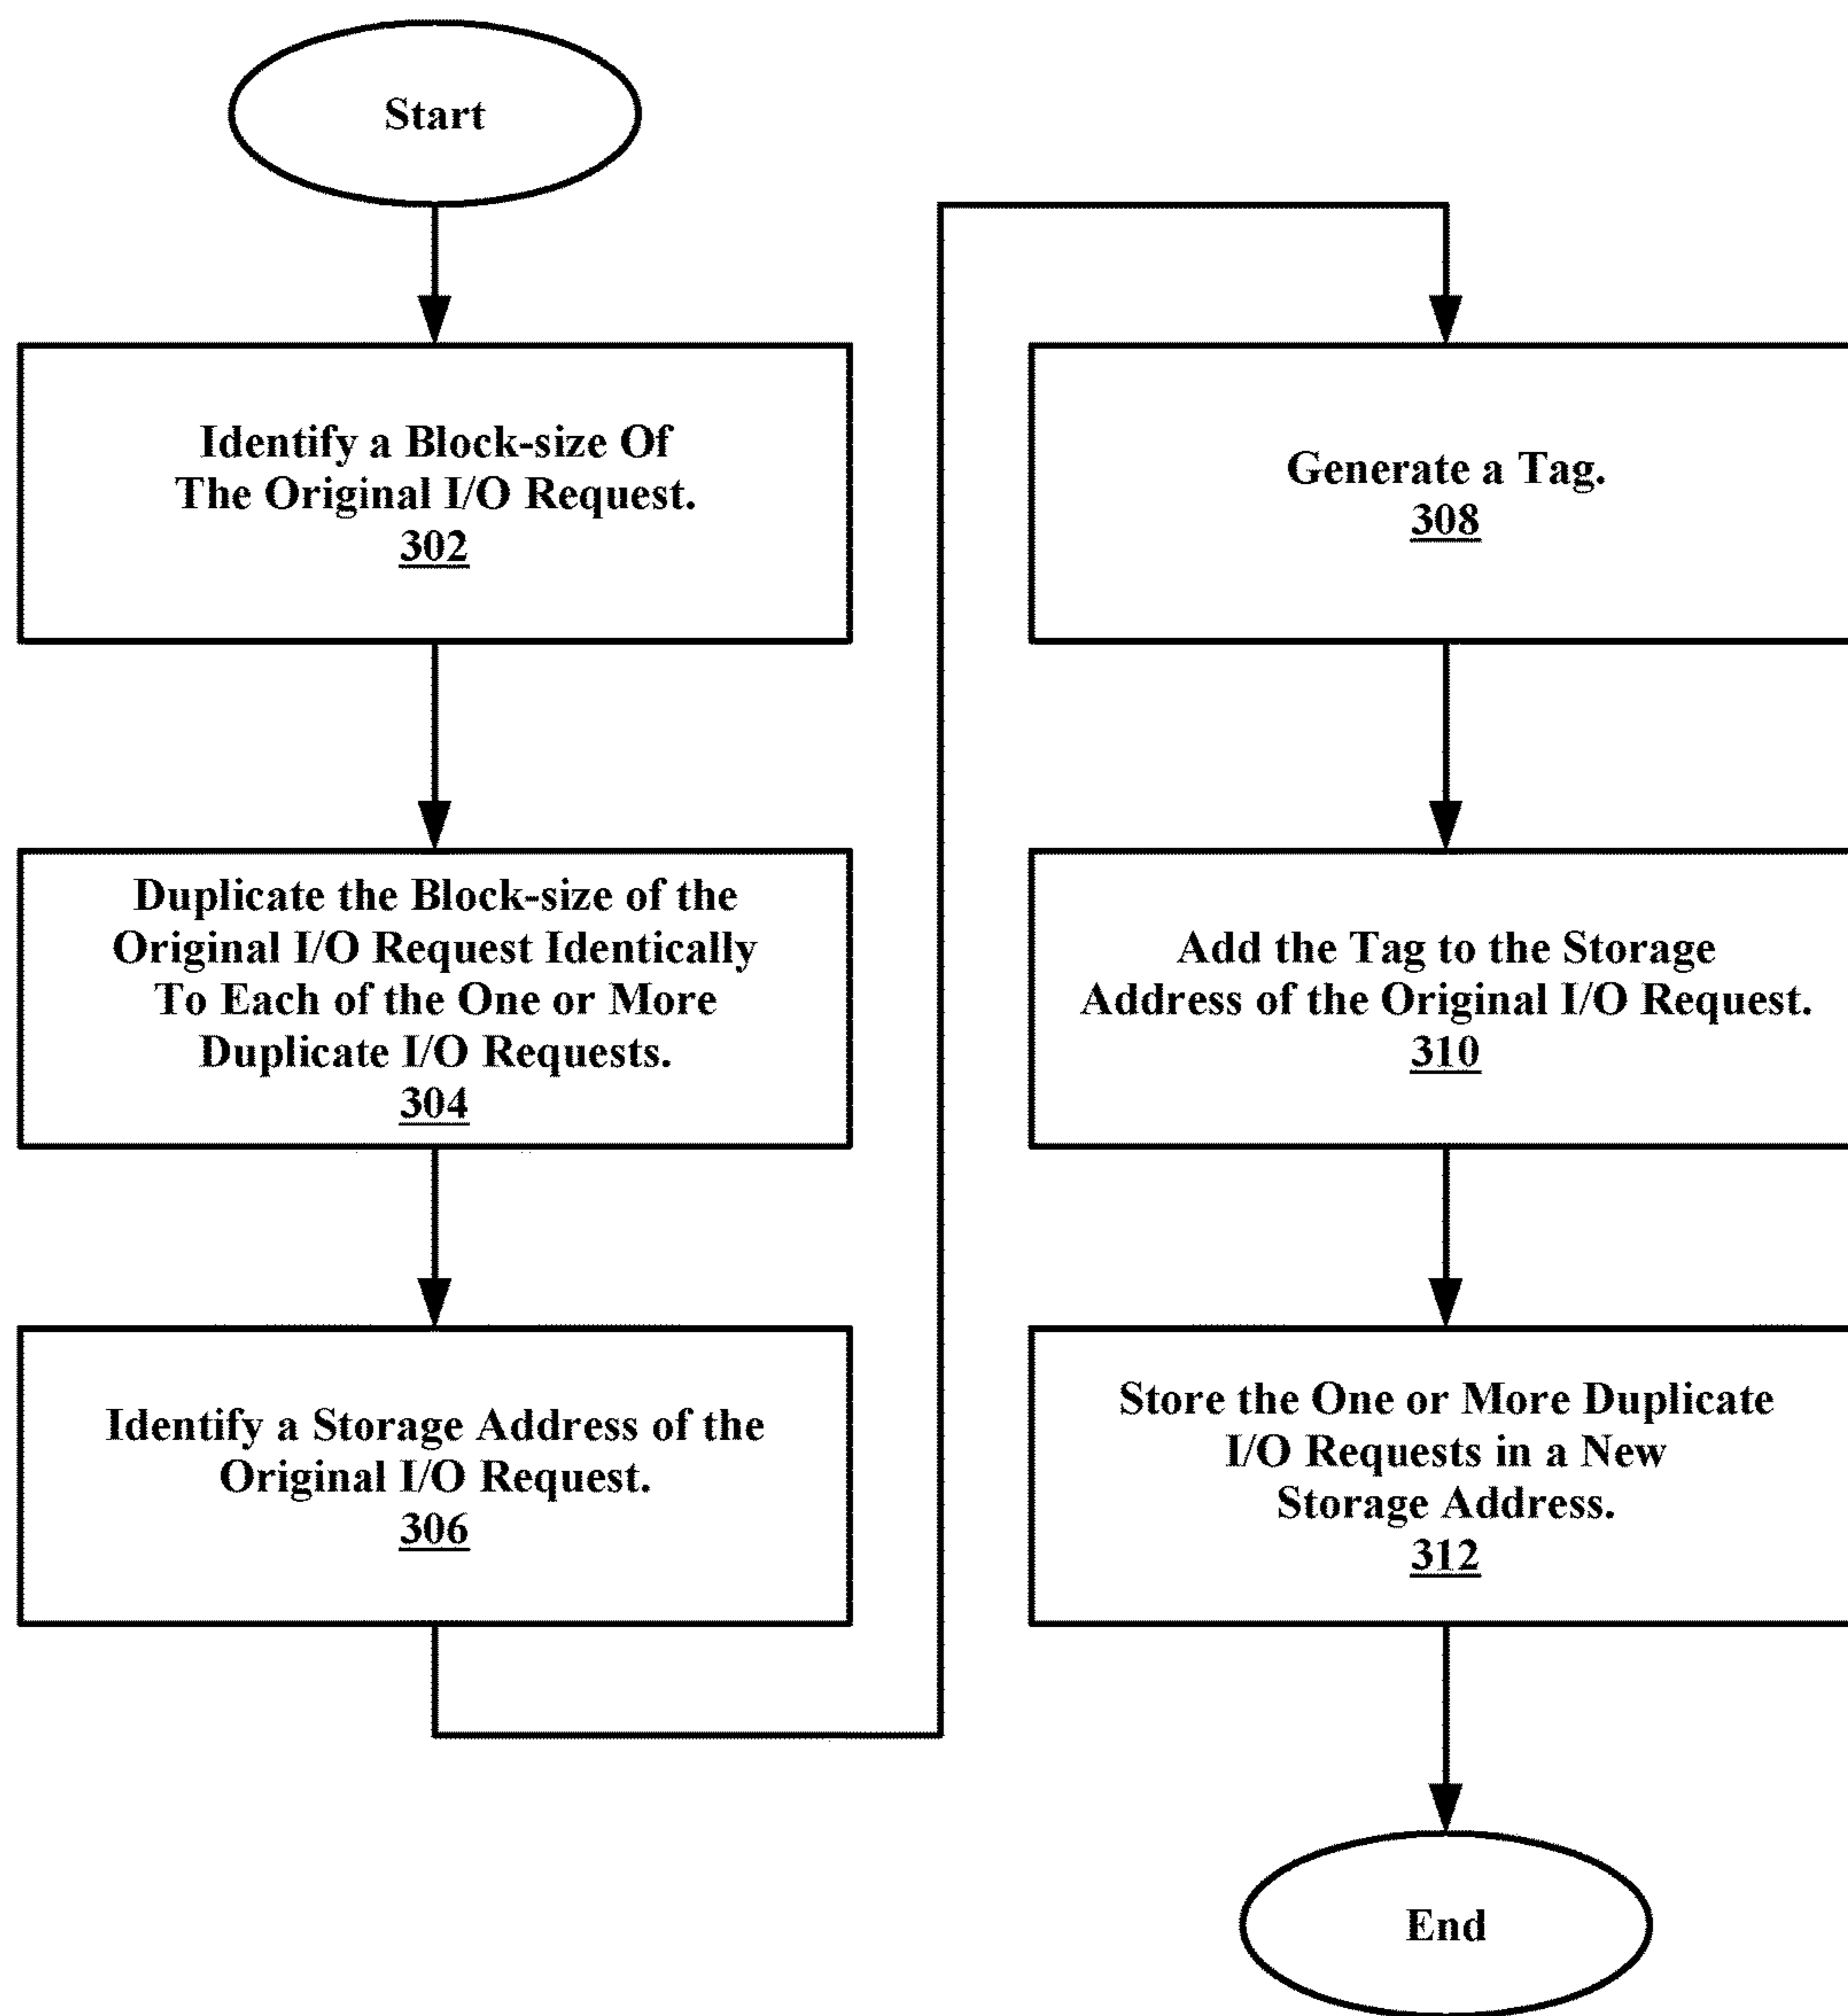 Start
Identify a Block-size Of
The Original I/O Request.
302
Duplicate the Block-size of the
Original I/O Request Identically
To Each of the One or More
Duplicate I/O Requests.
304
Identify a Storage Address of the
Original I/O Request.
306
Generate a Tag.
308
Add the Tag to the Storage
Address of the Original I/O Request.
310
Store the One or More Duplicate
I/O Requests in a New
Storage Address.
312
End